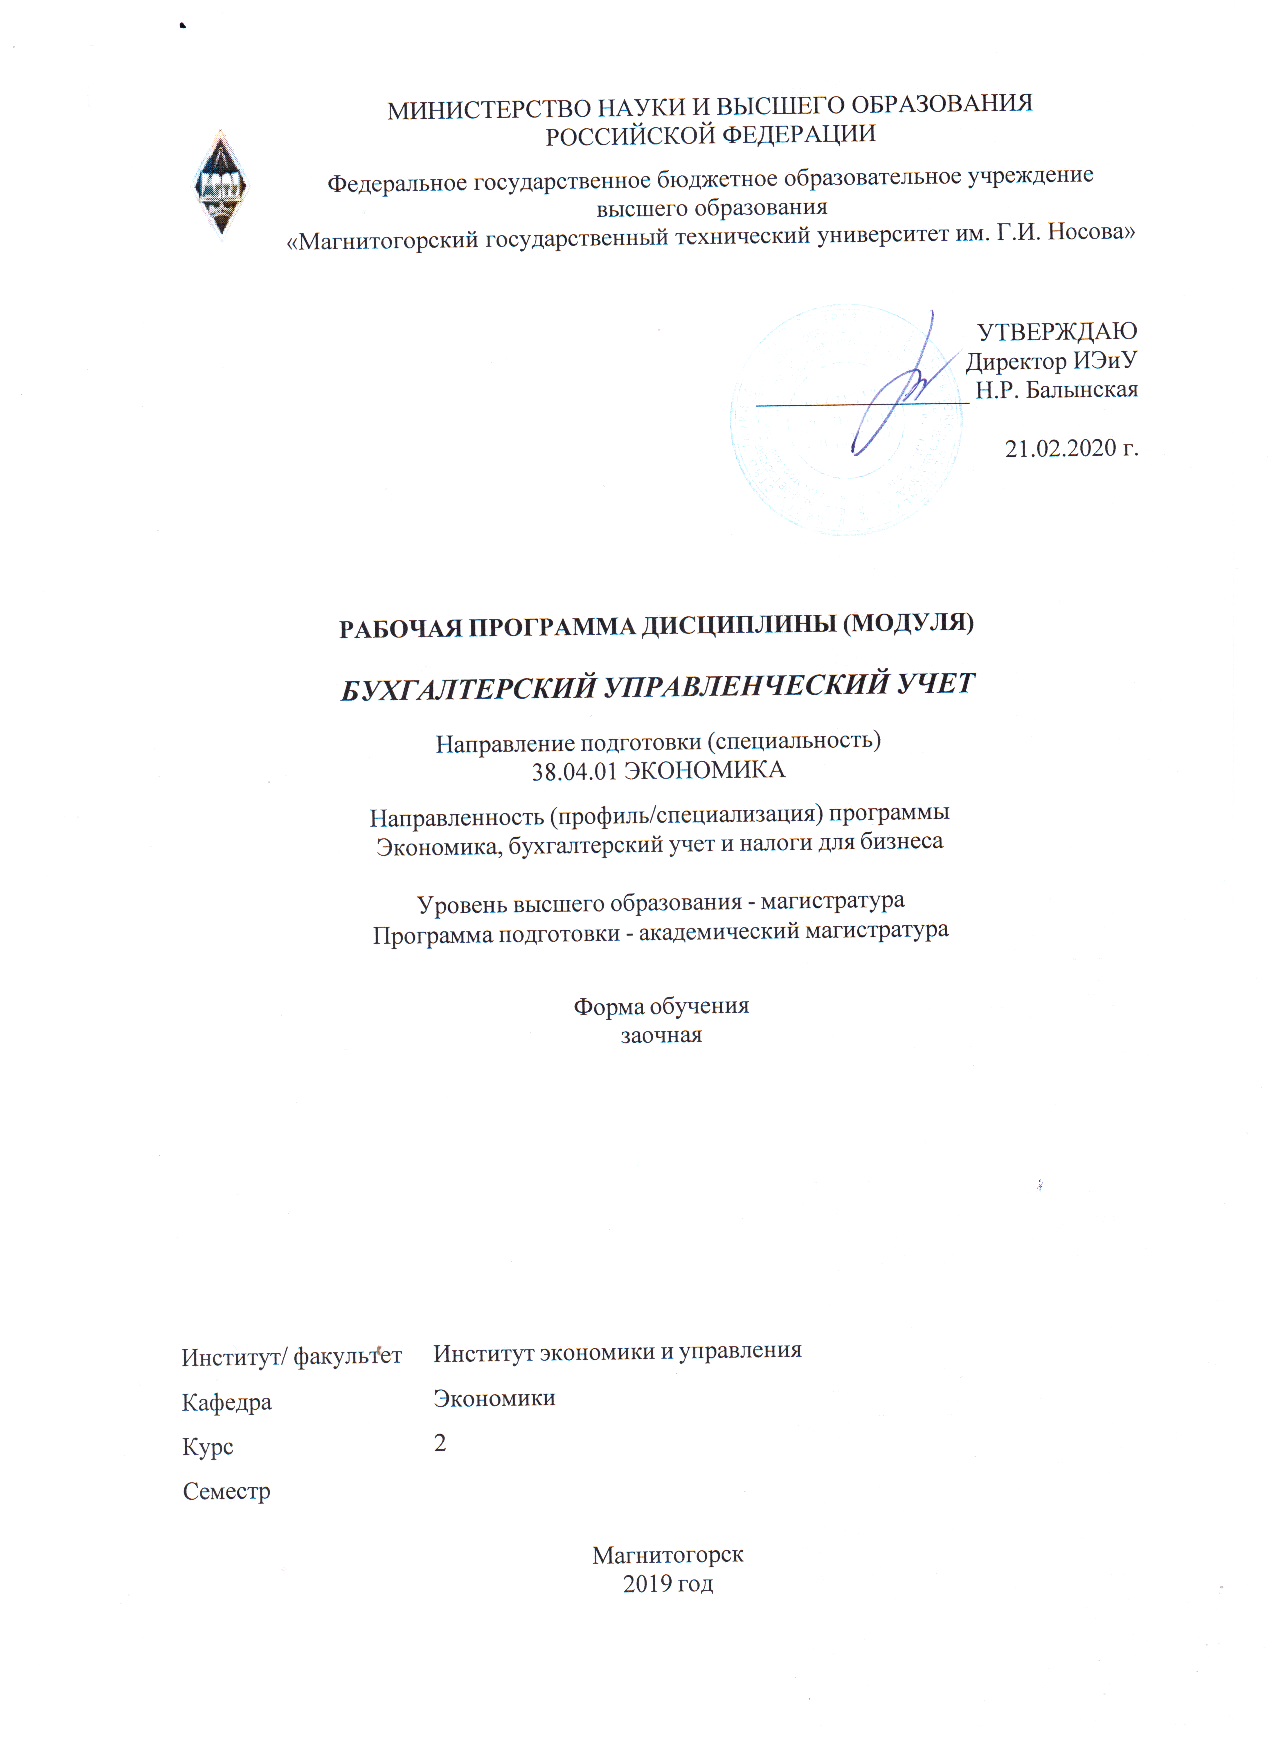 МИНИСТЕРСТВО НАУКИ И ВЫСШЕГО ОБРАЗОВАНИЯ
РОССИЙСКОЙ ФЕДЕРАЦИИ
Федеральное государственное бюджетное образовательное учреждение
высшего образования
«Магнитогорский государственный технический университет им. Г.И. Носова»
УТВЕРЖДАЮ
Директор ИЭиУ
Н.Р. Балынская
21.02.2020 г.
РАБОЧАЯ ПРОГРАММА ДИСЦИПЛИНЫ (МОДУЛЯ)
БУХГАЛТЕРСКИЙ УПРАВЛЕНЧЕСКИЙ УЧЕТ
Направление подготовки (специальность)
38.04.01 ЭКОНОМИКА
Направленность (профиль/специализация) программы
Экономика, бухгалтерский учет и налоги для бизнеса
Уровень высшего образования - магистратура
Программа подготовки - академический магистратура
Форма обучения
заочная
Институт/ факультет Институт экономики и управления
Кафедра Экономики
Курс 2
Семестр
Магнитогорск
2019 год